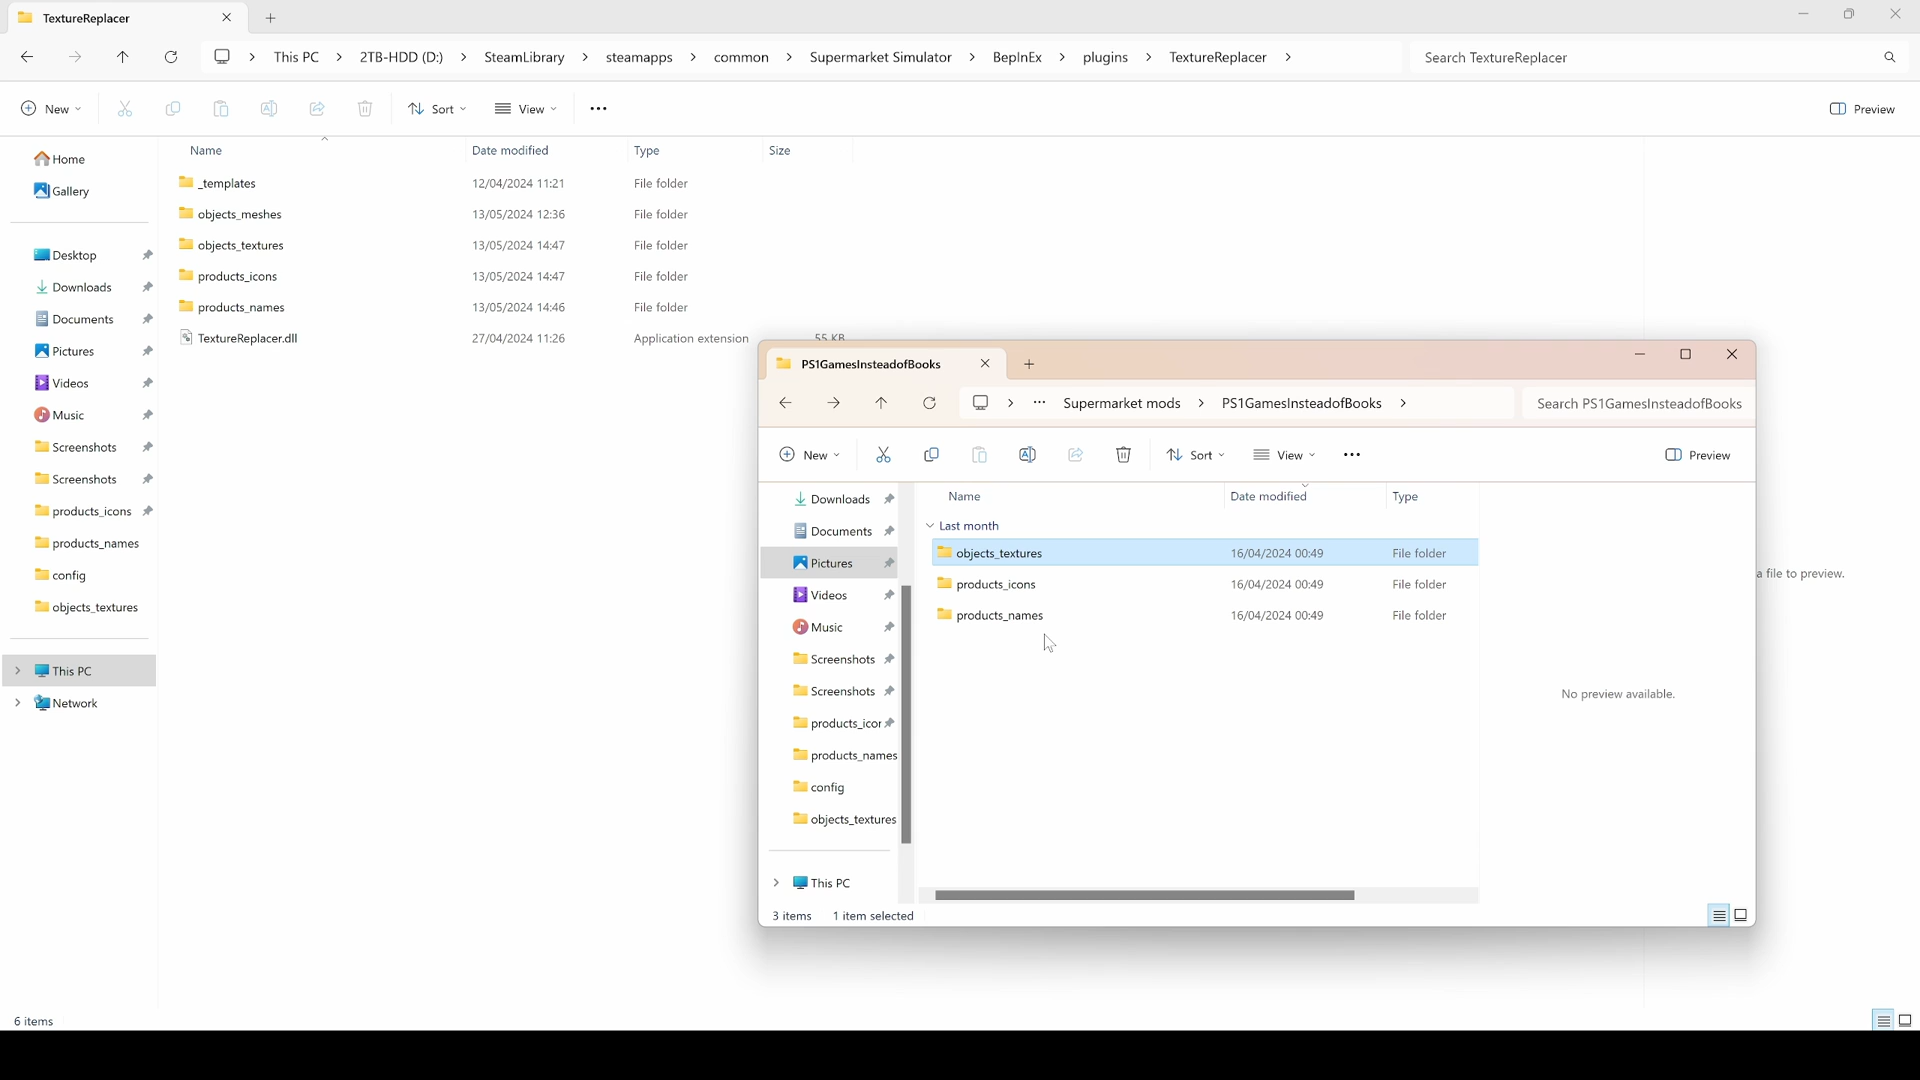 TextureReplacer
This PC > 2TB-HDD (D:) > SteamLibrary > steamapps > common > Supermarket Simulator > BepInEx > plugins > TextureReplacer >
Search TextureReplacer
New
Sort
View
Preview
Name Date modified Type Size
Home
Gallery
Desktop
Downloads
Documents
Pictures
Videos
Music
Screenshots
Screenshots
products_icons
products_names
config
objects_textures
This PC
Network
_templates 12/04/2024 11:21 File folder
objects_meshes 13/05/2024 12:36 File folder
objects_textures 13/05/2024 14:47 File folder
products_icons 13/05/2024 14:47 File folder
products_names 13/05/2024 14:46 File folder
TextureReplacer.dll 27/04/2024 11:26 Application extension 55 KB
PS1GamesInsteadofBooks
Supermarket mods > PS1GamesInsteadofBooks >
Search PS1GamesInsteadofBooks
New
Sort
View
Preview
Downloads
Documents
Pictures
Videos
Music
Screenshots
Screenshots
products_icor
products_names
config
objects_textures
This PC
Name Date modified Type
Last month
objects_textures 16/04/2024 00:49 File folder
products_icons 16/04/2024 00:49 File folder
products_names 16/04/2024 00:49 File folder
No preview available.
a file to preview.
3 items 1 item selected
6 items